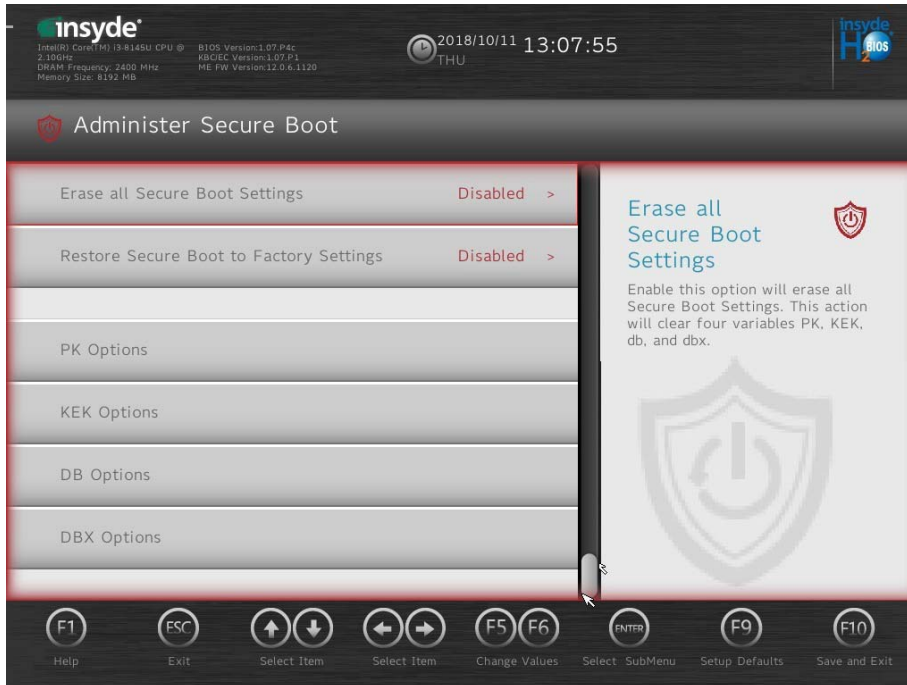 insyde®
Intel(R) Core(TM) i3-8145U CPU @
2.10GHz
DRAM Frequency: 2400 MHz
Memory Size: 8192 MB
BIOS Version:1.07.P4c
KBC/EC Version:1.07.P1
ME FW Version:12.0.6.1120
2018/10/11 13:07:55
THU
insyde
H2O BIOS
Administer Secure Boot
Erase all Secure Boot Settings Disabled >
Restore Secure Boot to Factory Settings Disabled >
PK Options
KEK Options
DB Options
DBX Options
Erase all
Secure Boot
Settings
Enable this option will erase all
Secure Boot Settings. This action
will clear four variables PK, KEK,
db, and dbx.
F1 ESC F5 F6 ENTER F9 F10
Help Exit Select Item Select Item Change Values Select SubMenu Setup Defaults Save and Exit